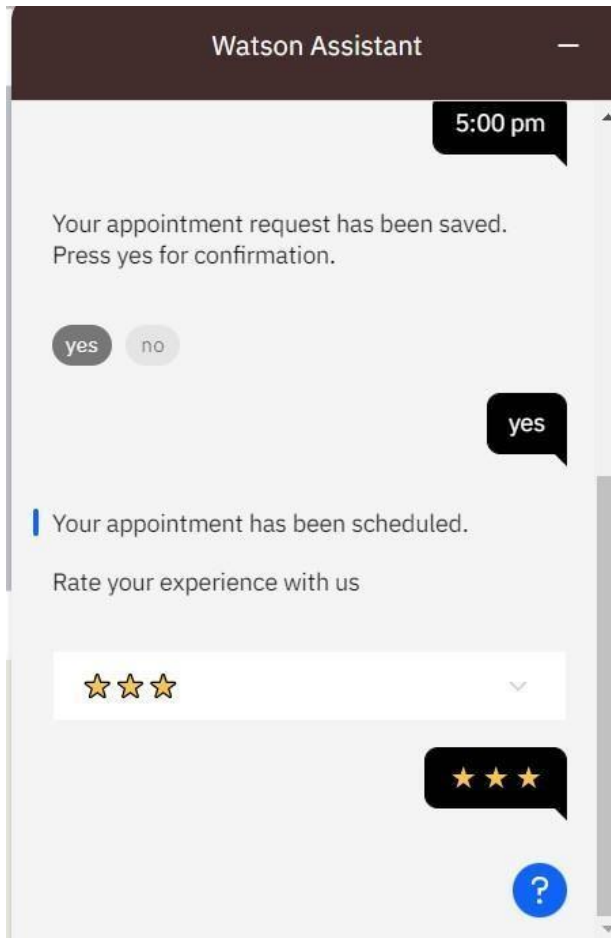 Watson Assistant
5:00 pm
Your appointment request has been saved.
Press yes for confirmation.
yes no
yes
Your appointment has been scheduled.
Rate your experience with us
?